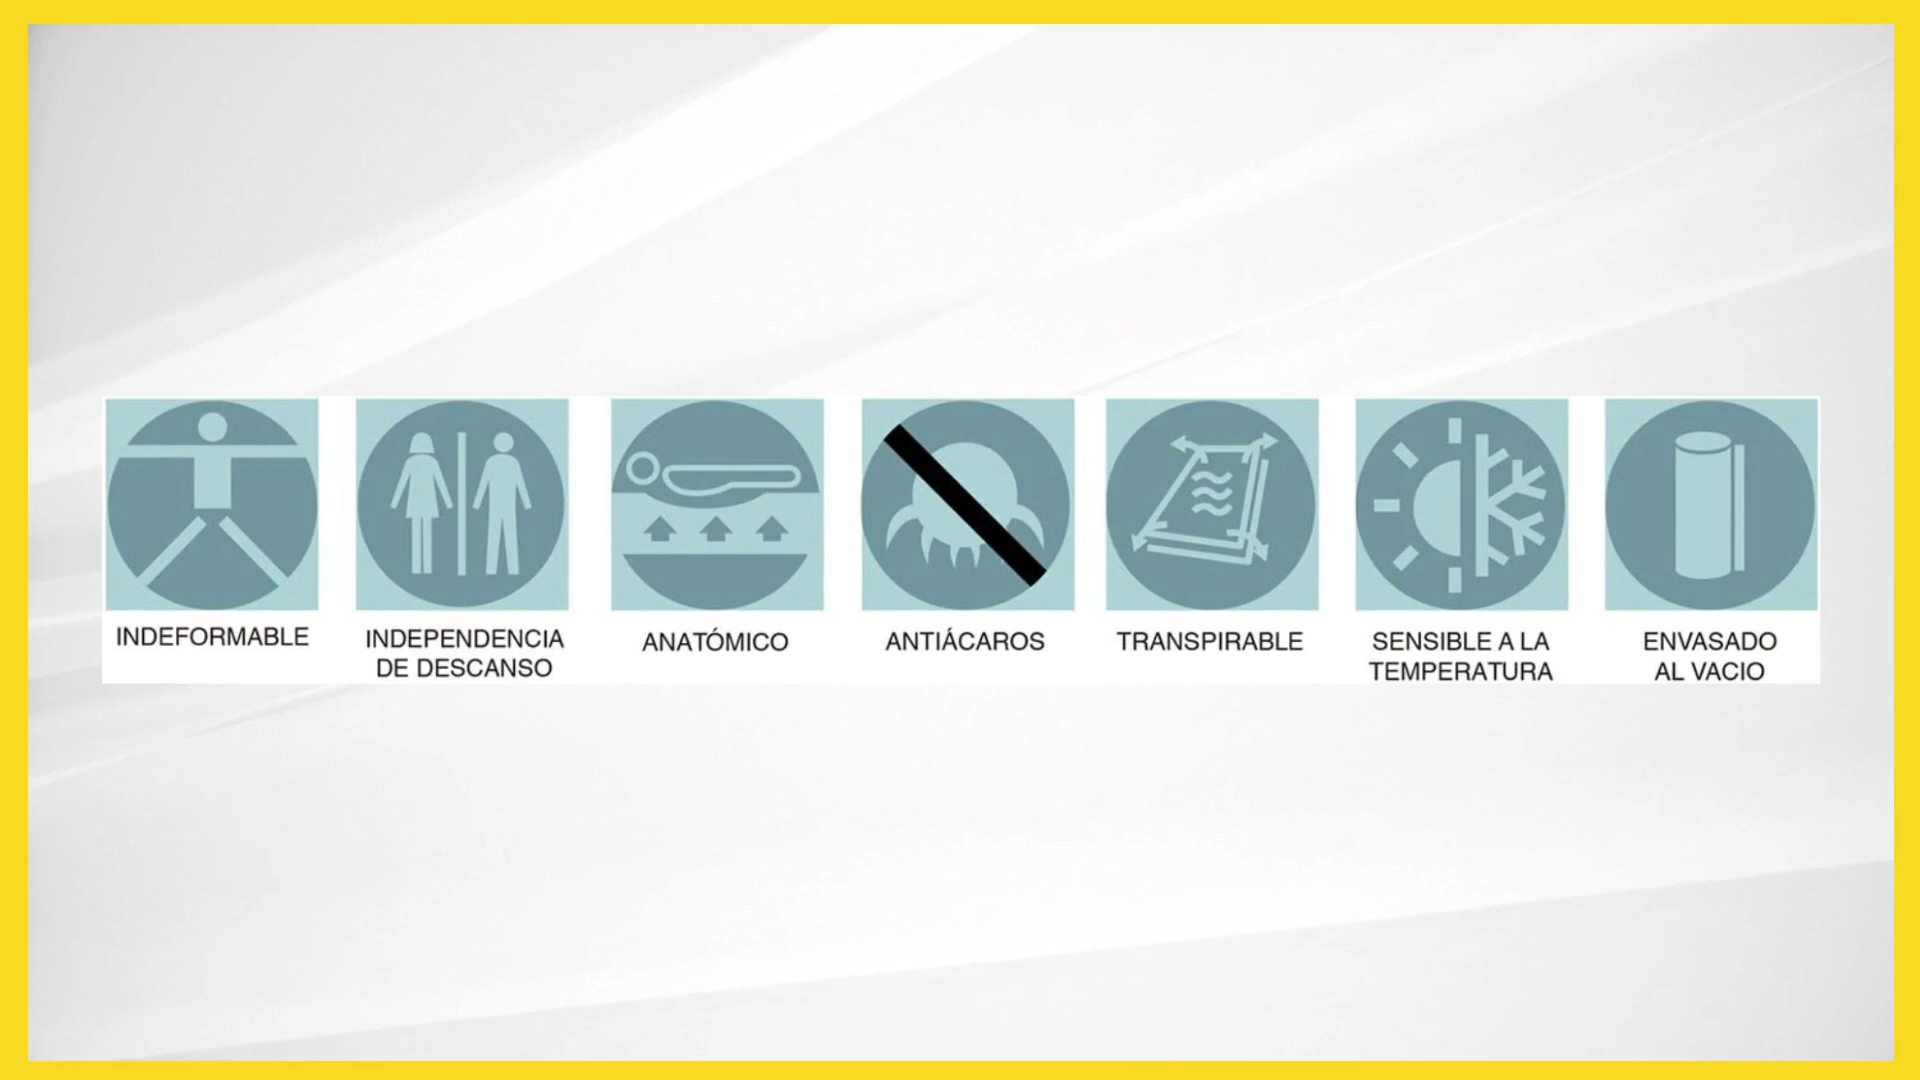 INDEFORMABLE
INDEPENDENCIA
DE DESCANSO
ANATÓMICO
ANTIÁCAROS
TRANSPIRABLE
SENSIBLE A LA
TEMPERATURA
ENVASADO
AL VACIO